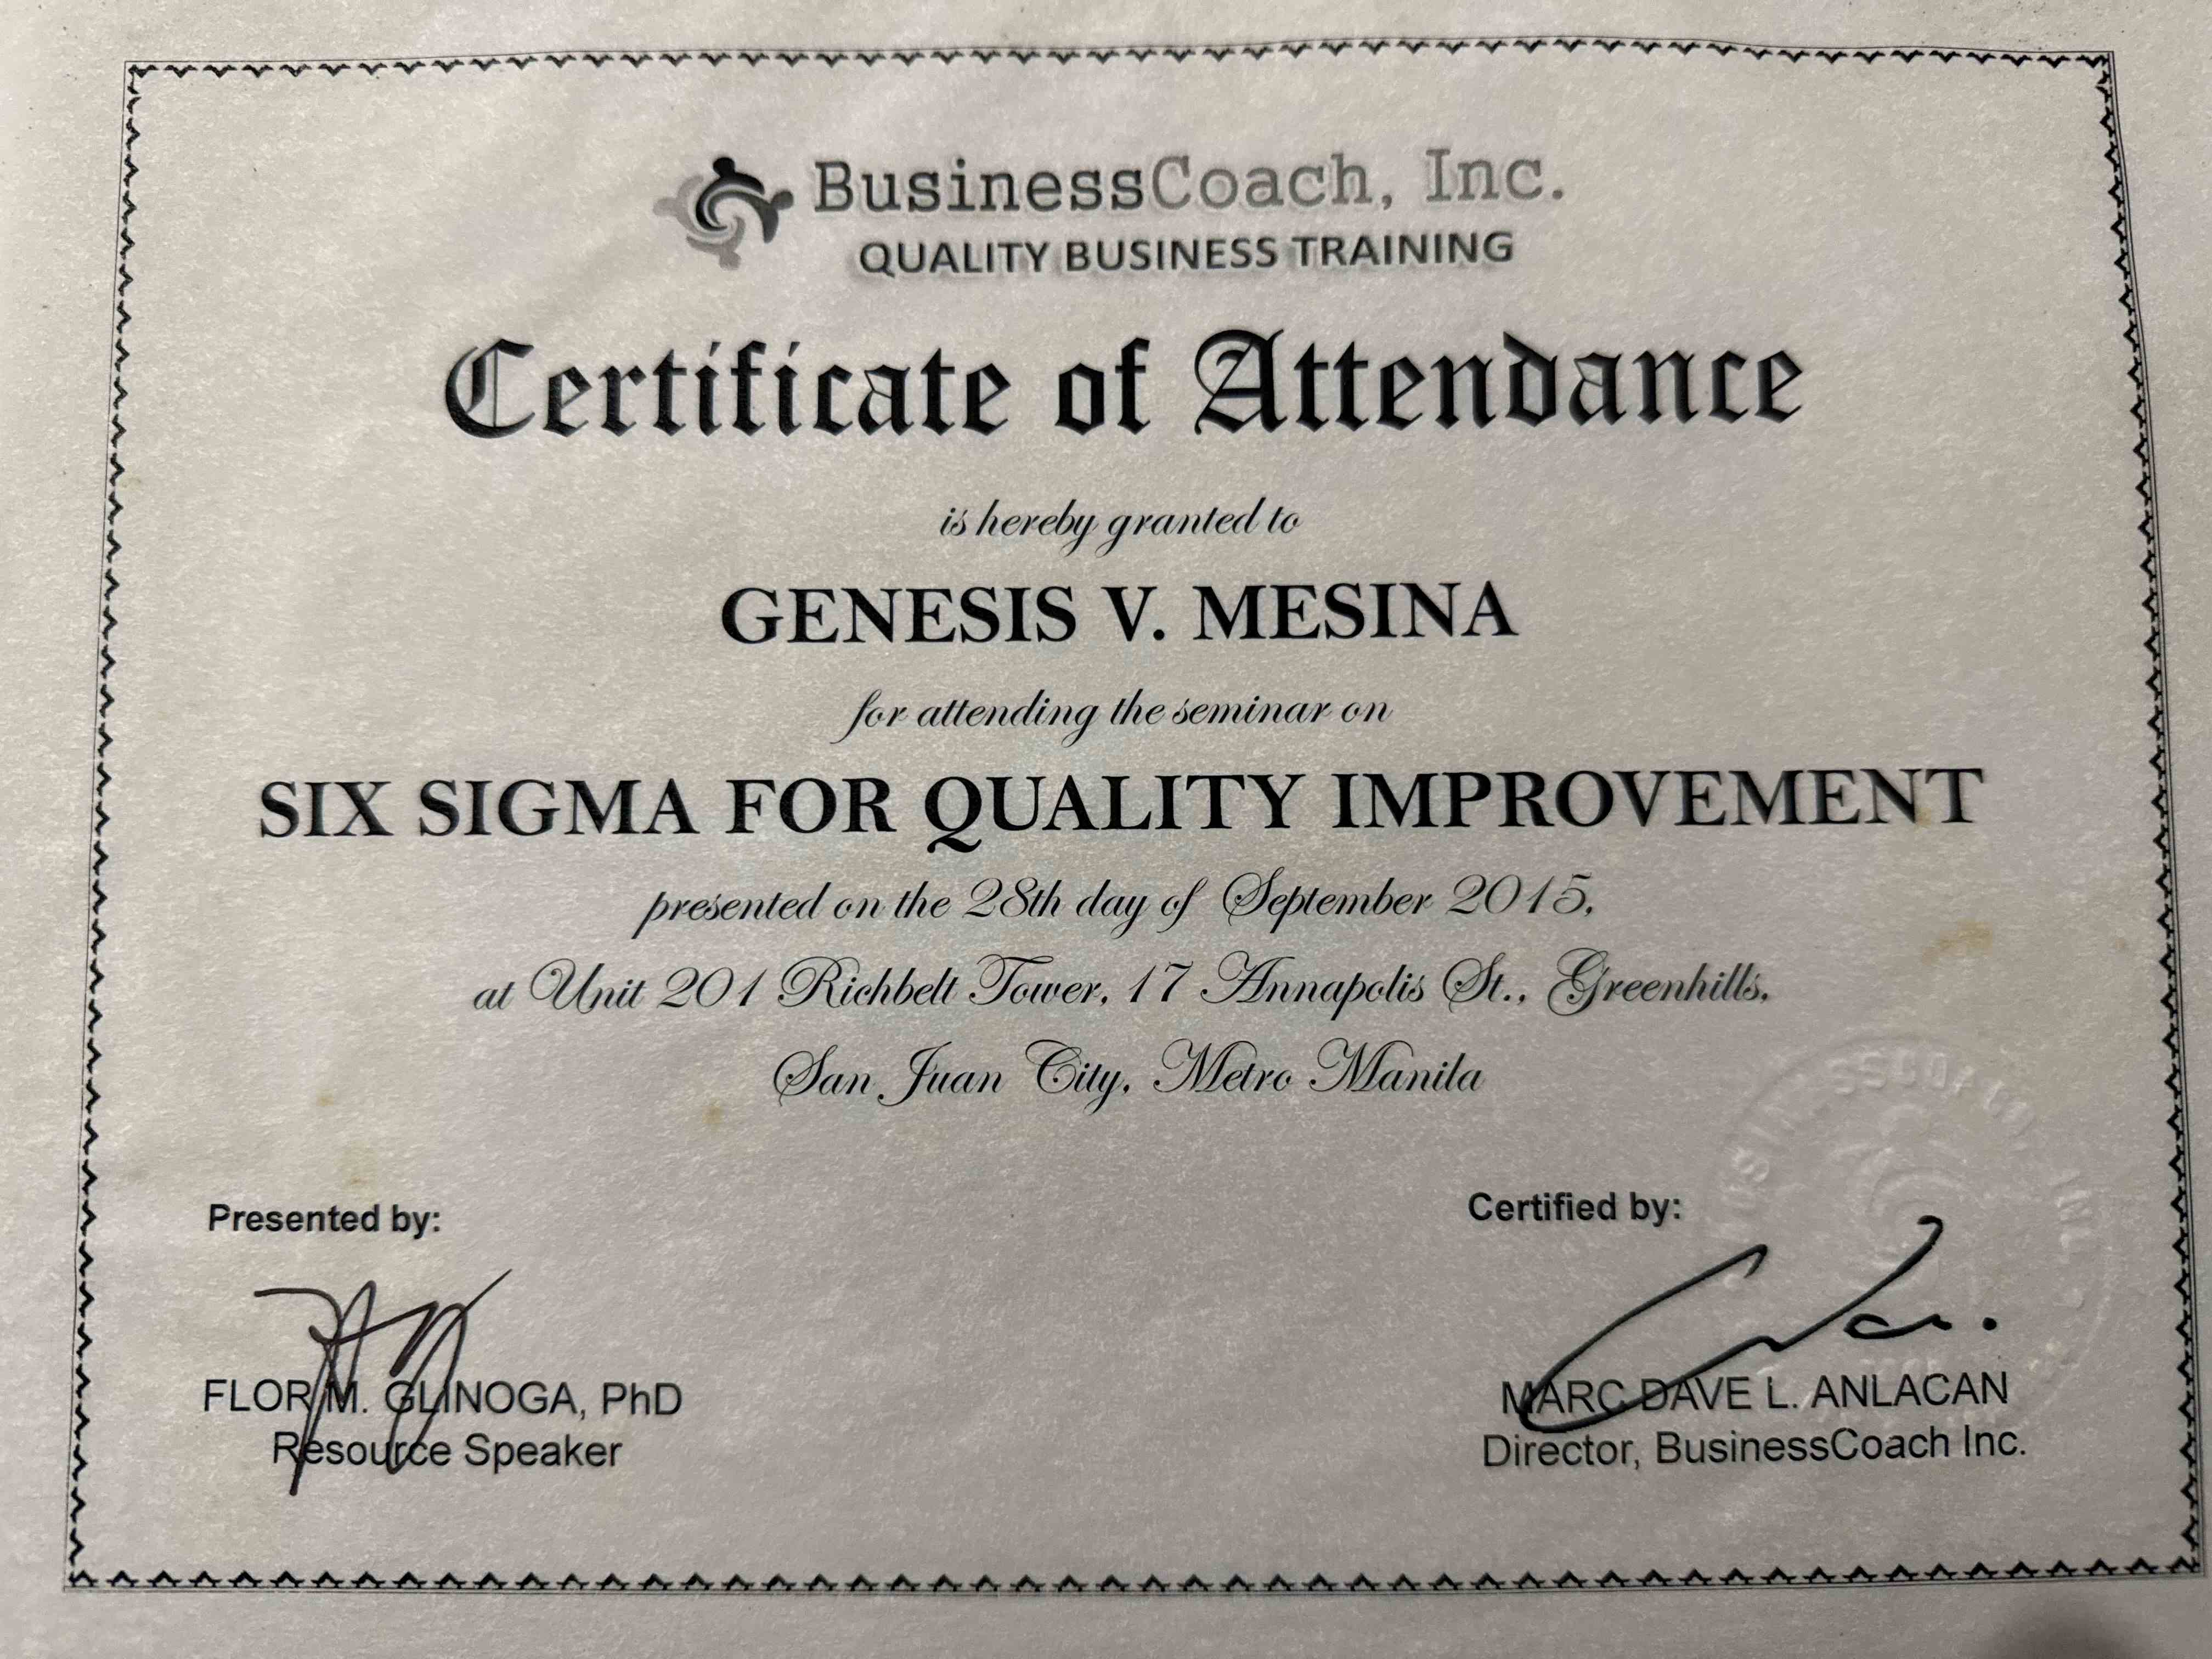 BusinessCoach, Inc.
QUALITY BUSINESS TRAINING
Certificate of Attendance
is hereby granted to
GENESIS V. MESINA
for attending the seminar on
SIX SIGMA FOR QUALITY IMPROVEMENT
presented on the 28th day of September 2015,
at Unit 201 Richbelt Tower, 17 Annapolis St., Greenhills,
San Juan City, Metro Manila
Presented by:
FLOR M. GLINOGA, PhD
Resource Speaker
Certified by:
MARC DAVE L. ANLACAN
Director, BusinessCoach Inc.